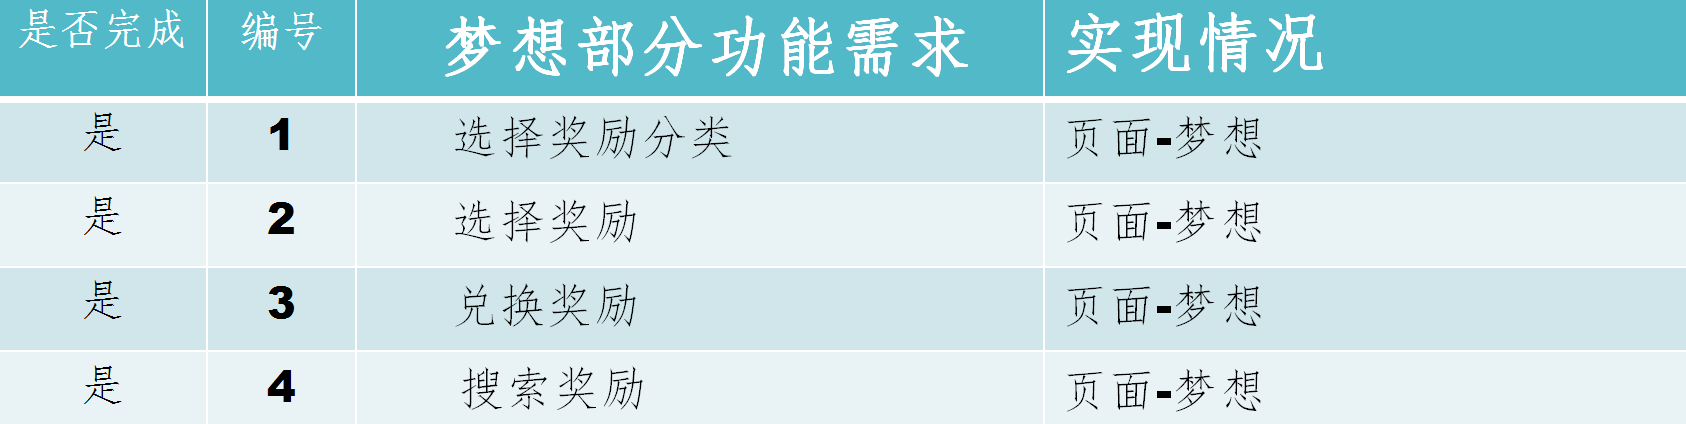 是否完成 编号 梦想部分功能需求 实现情况
是 1 选择奖励分类 页面-梦想
是 2 选择奖励 页面-梦想
是 3 兑换奖励 页面-梦想
是 4 搜索奖励 页面-梦想